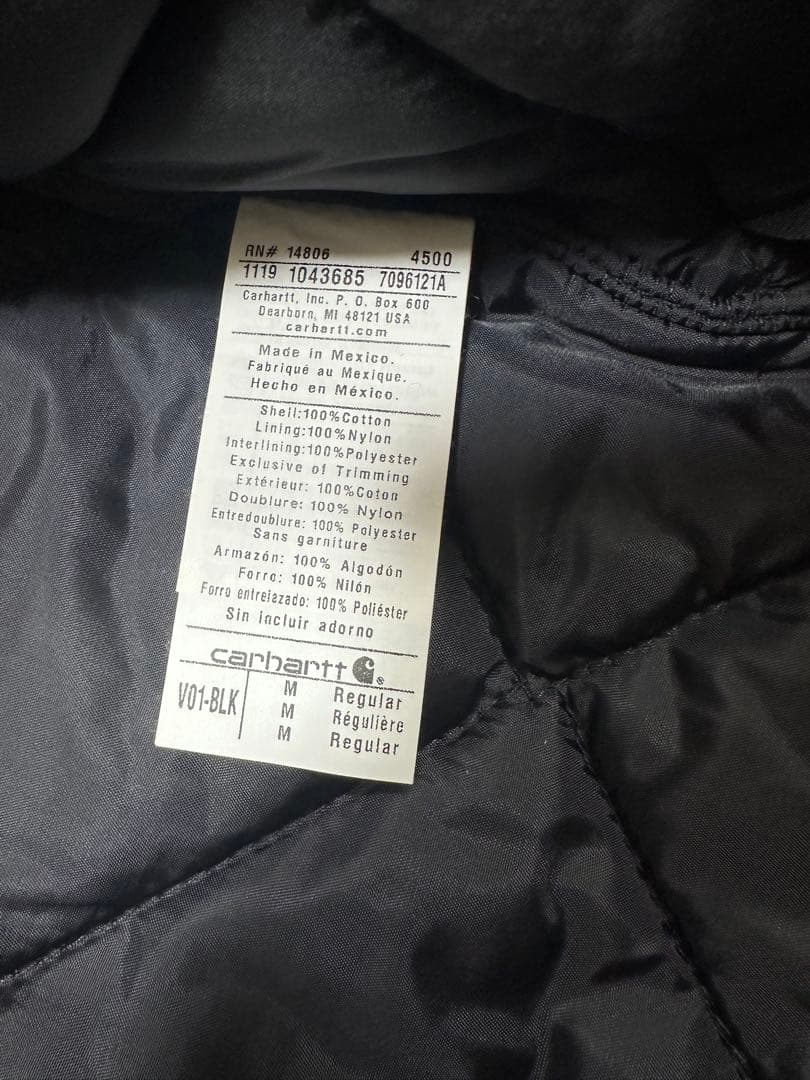 RN# 14806 4500
1119 1043685 7096121A
Carhartt, Inc. P. O. Box 600
Dearborn, MI 48121 USA
carhartt.com
Made in Mexico.
Fabriqué au Mexique.
Hecho en México.
Shell:100%Cotton
Lining:100%Nylon
Interlining:100%Polyester
Exclusive of Trimming
Extérieur: 100%Coton
Doublure: 100% Nylon
Entredoublure: 100% Polyester
Sans garniture
Armazón: 100% Algodón
Forro: 100% Nilón
Forro entrelazado: 100% Poliéster
Sin incluir adorno
carhartt ®
V01-BLK M Regular
M Régulière
M Regular